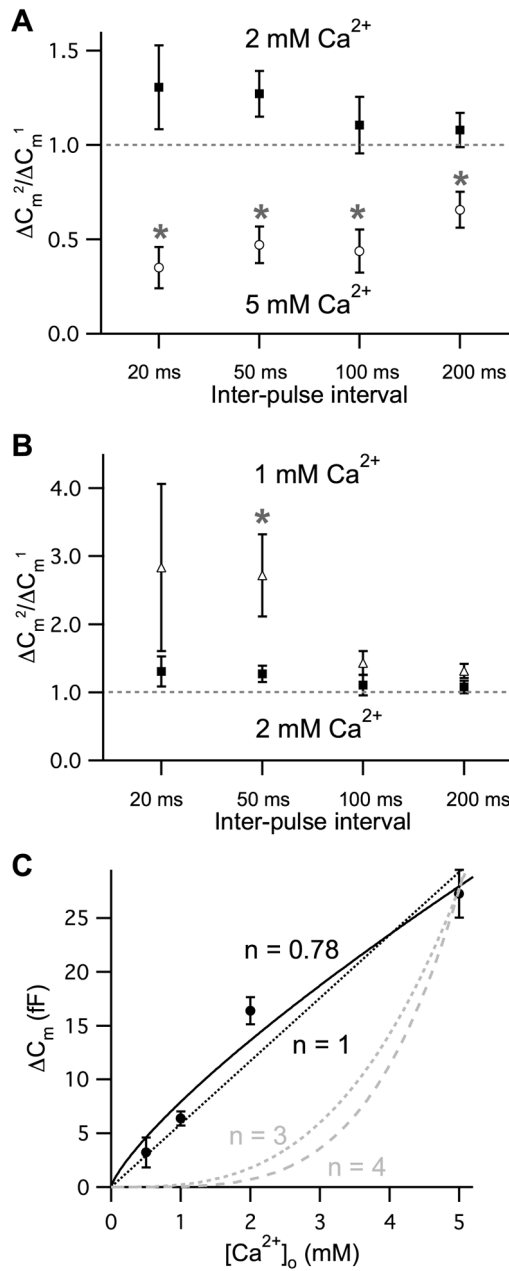 A
2 mM Ca²⁺
1.5
1.0
0.5
0.0
ΔCₘ²/ΔCₘ¹
*
*
*
*
5 mM Ca²⁺
20 ms 50 ms 100 ms 200 ms
Inter-pulse interval
B
1 mM Ca²⁺
4.0
3.0
2.0
1.0
0.0
ΔCₘ²/ΔCₘ¹
*
2 mM Ca²⁺
20 ms 50 ms 100 ms 200 ms
Inter-pulse interval
C
25
20
15
10
5
0
ΔCₘ (fF)
n = 0.78
n = 1
n = 3
n = 4
0 1 2 3 4 5
[Ca²⁺]ₒ (mM)